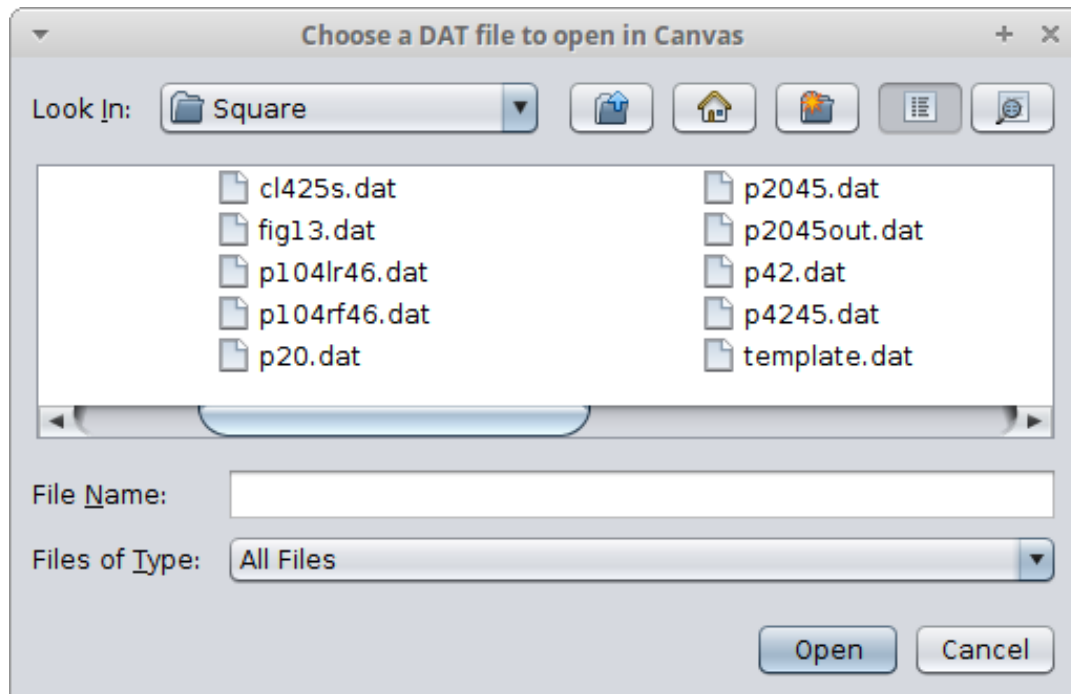 Choose a DAT file to open in Canvas
Look In: Square
cl425s.dat
fig13.dat
p104lr46.dat
p104rf46.dat
p20.dat
p2045.dat
p2045out.dat
p42.dat
p4245.dat
template.dat
File Name:
Files of Type: All Files
Open Cancel